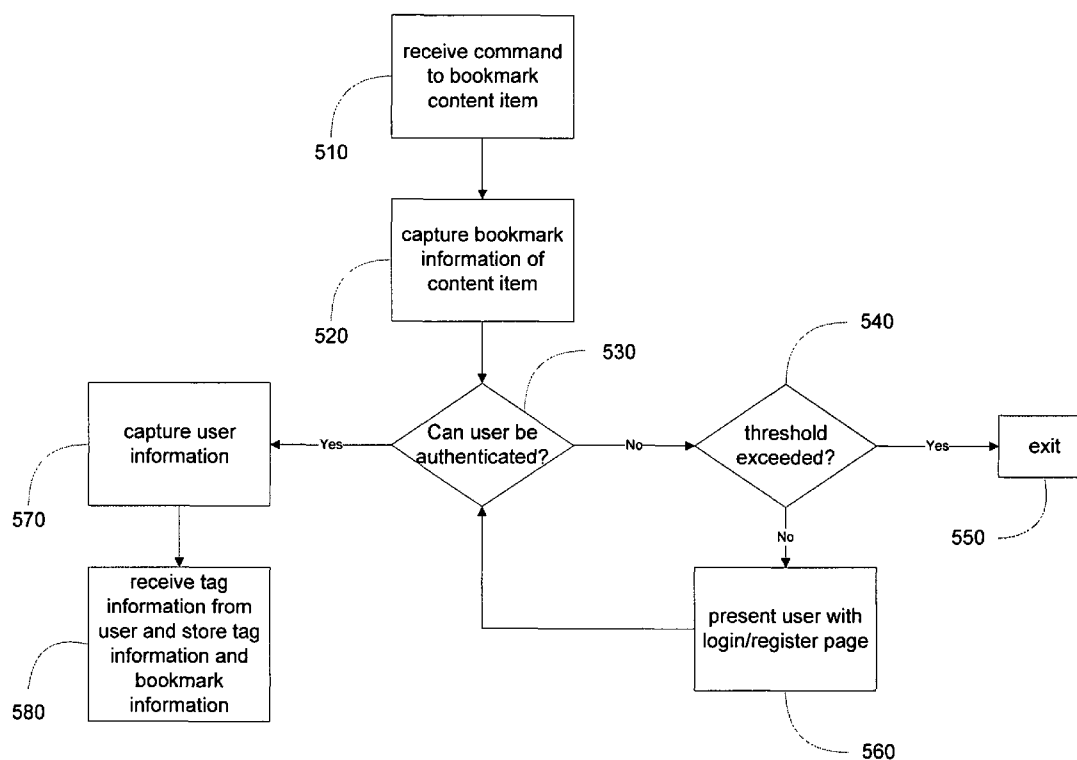 receive command
to bookmark
content item
510
capture bookmark
information of
content item
520
540
530
capture user
information
Yes
Can user be
authenticated?
No
threshold
exceeded?
Yes
exit
570
No
550
receive tag
information from
user and store tag
information and
bookmark
information
present user with
login/register page
580
560